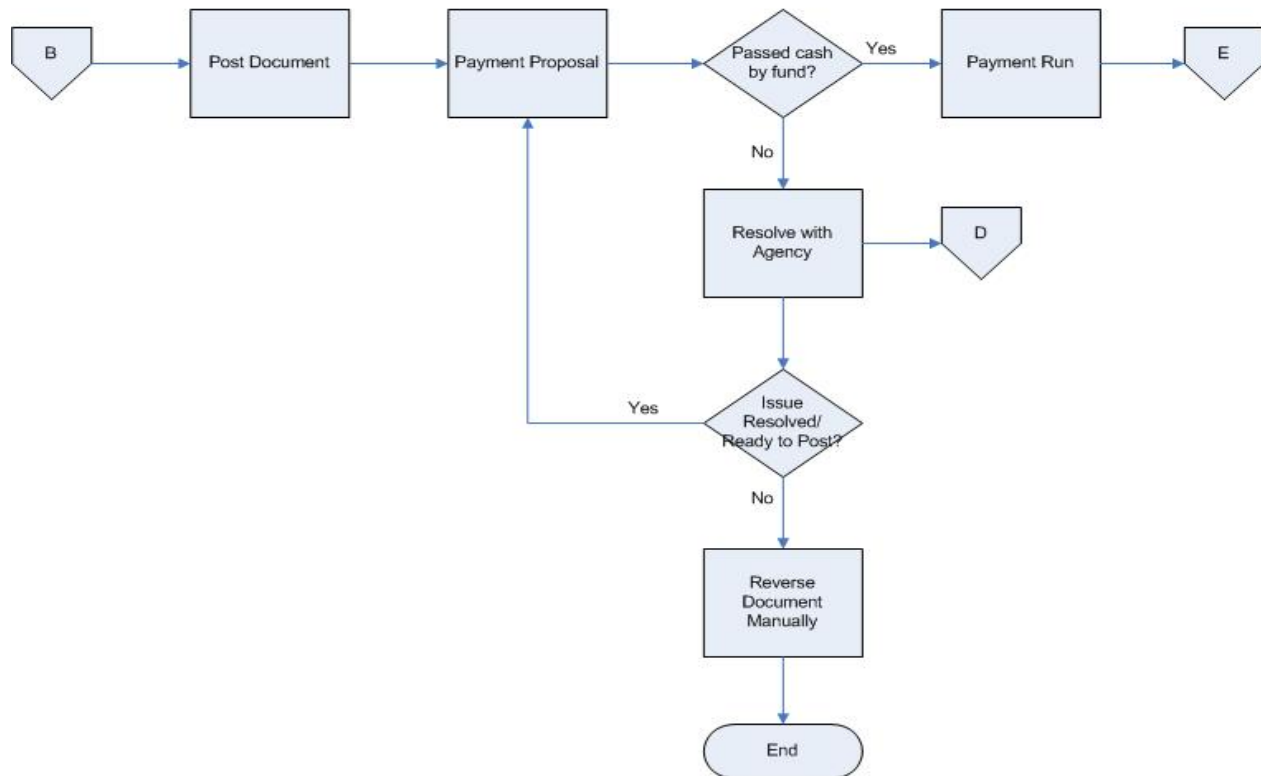 B
Post Document
Payment Proposal
Passed cash
by fund?
Yes
Payment Run
E
No
Resolve with
Agency
D
Issue
Resolved/
Ready to Post?
Yes
No
Reverse
Document
Manually
End